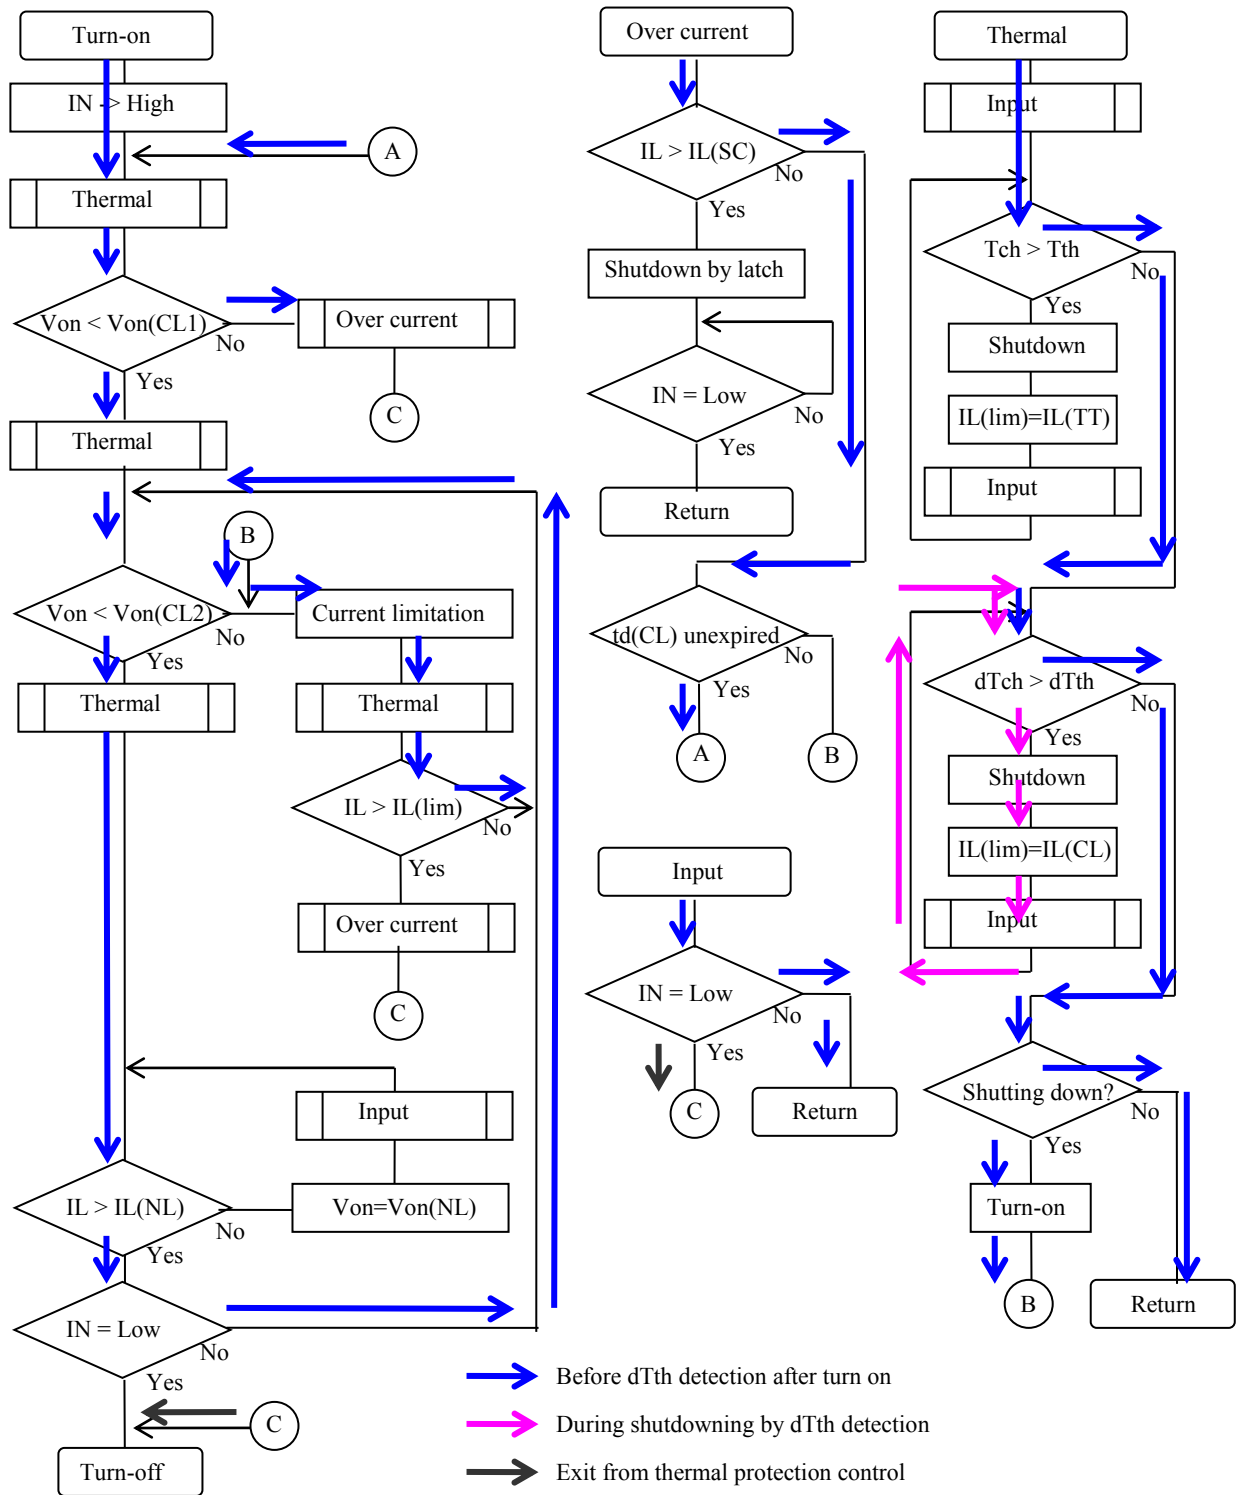 Turn-on
IN -> High
A
Thermal
Von < Von(CL1)
No
Yes
Over current
C
Thermal
B
Von < Von(CL2)
No
Yes
Current limitation
Thermal
Thermal
IL > IL(lim)
No
Yes
Over current
C
Input
Von=Von(NL)
IL > IL(NL)
No
Yes
IN = Low
No
Yes
C
Turn-off
Over current
IL > IL(SC)
No
Yes
Shutdown by latch
IN = Low
No
Yes
Return
td(CL) unexpired
No
Yes
A
B
Input
IN = Low
No
Yes
C
Return
Thermal
Input
Tch > Tth
No
Yes
Shutdown
IL(lim)=IL(TT)
Input
dTch > dTth
No
Yes
Shutdown
IL(lim)=IL(CL)
Input
Shutting down?
No
Yes
Turn-on
B
Return
Before dTth detection after turn on
During shutdowning by dTth detection
Exit from thermal protection control